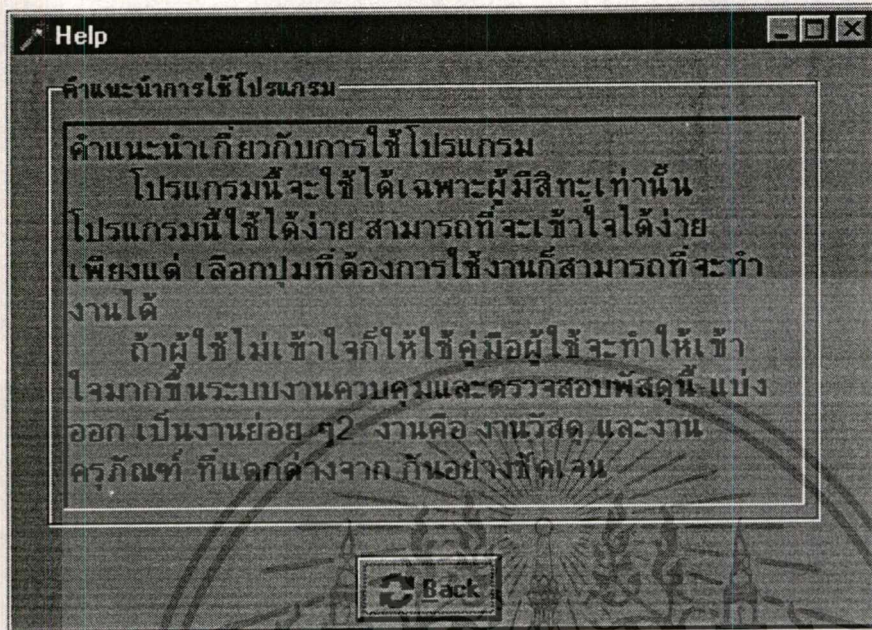 Help
คำแนะนำการใช้โปรแกรม
คำแนะนำเกี่ยวกับการใช้โปรแกรม
โปรแกรมนี้จะใช้ได้เฉพาะผู้มีสิทะเท่านั้น
โปรแกรมนี้ใช้ได้ง่าย สามารถที่จะเข้าใจได้ง่าย
เพียงแต่ เลือกปุ่มที่ต้องการใช้งานก็สามารถที่จะทำ
งานได้
ถ้าผู้ใช้ไม่เข้าใจก็ให้ใช้คู่มือผู้ใช้จะทำให้เข้า
ใจมากขึ้นระบบงานควบคุมและตรวจสอบพัสดุนี้ แบ่ง
ออก เป็นงานย่อย ๆ2 งานคือ งานวัสดุ และงาน
ครุภัณฑ์ ที่แตกต่างจาก กันอย่างชัดเจน
Back